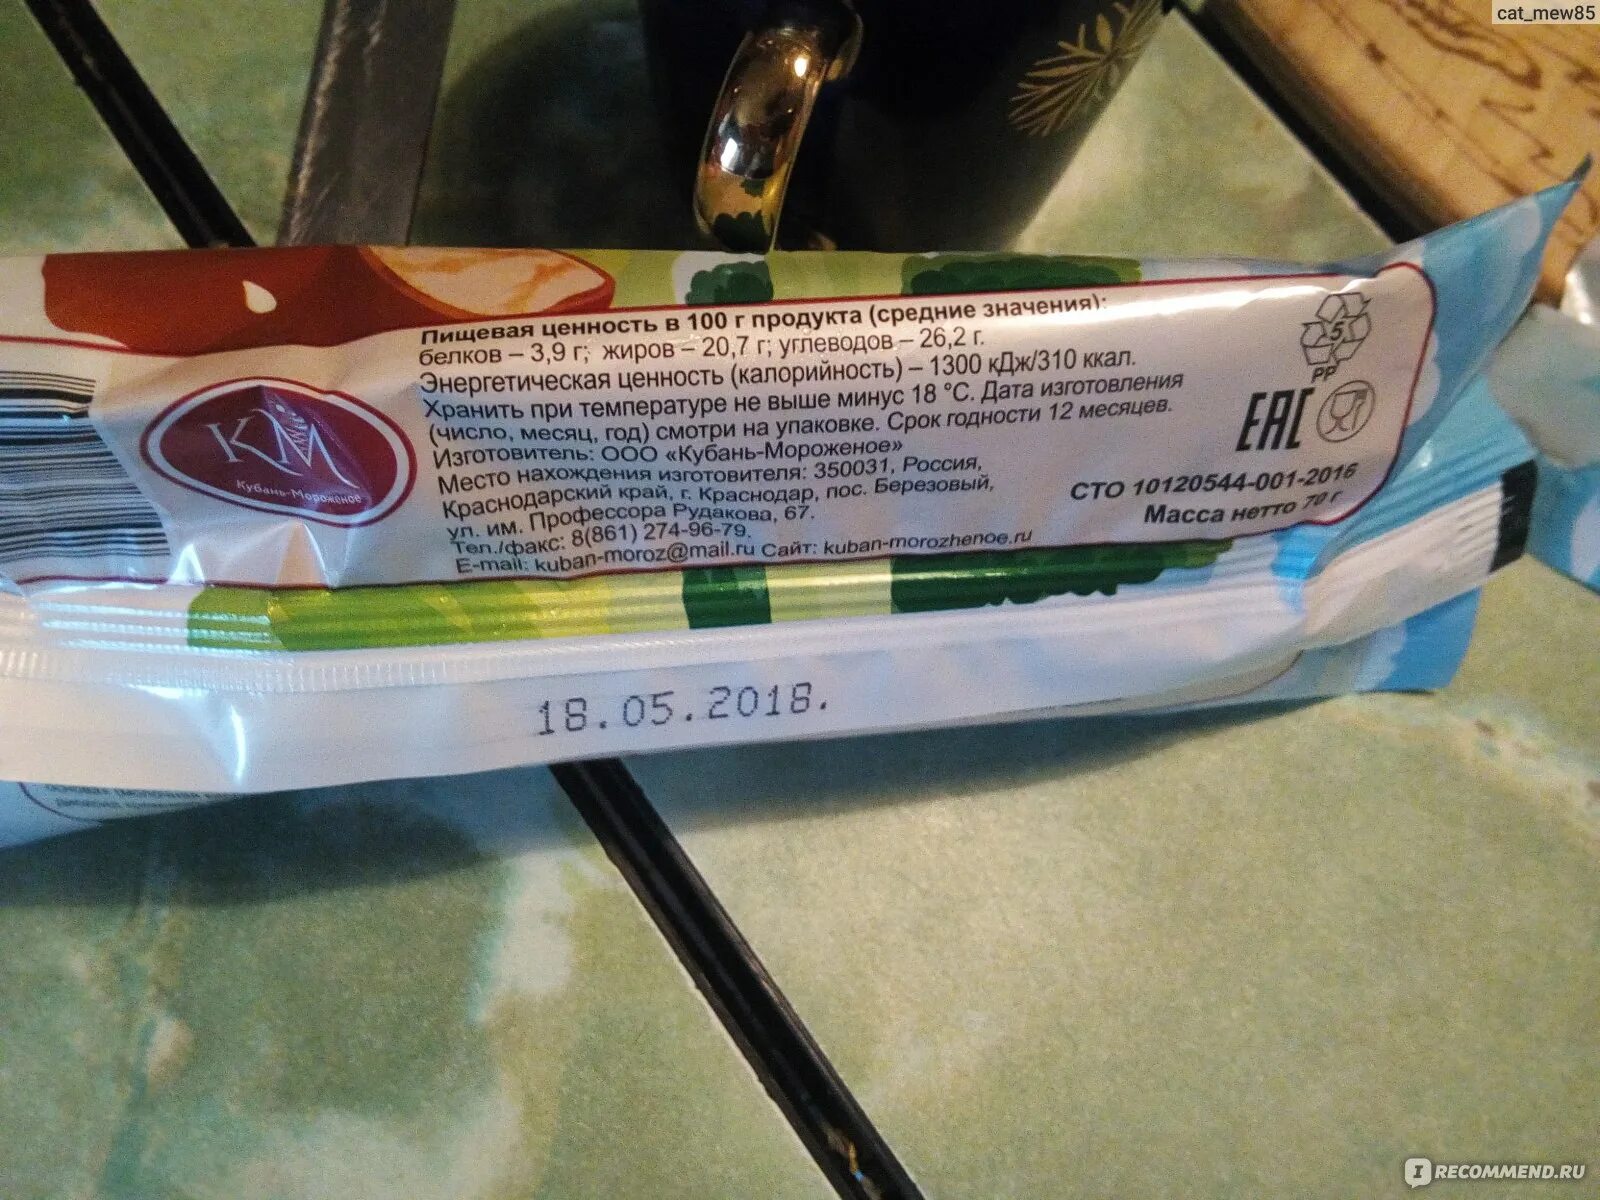 cat_mew85
Пищевая ценность в 100 г продукта (средние значения):
белков – 3,9 г; жиров – 20,7 г; углеводов – 26,2 г.
Энергетическая ценность (калорийность) – 1300 кДж/310 ккал.
Хранить при температуре не выше минус 18 °С. Дата изготовления
(число, месяц, год) смотри на упаковке. Срок годности 12 месяцев.
Изготовитель: ООО «Кубань-Мороженое»
Место нахождения изготовителя: 350031, Россия,
Краснодарский край, г. Краснодар, пос. Березовый,
ул. им. Профессора Рудакова, 67.
Тел./факс: 8(861) 274-96-79.
E-mail: kuban-moroz@mail.ru Сайт: kuban-morozhenoe.ru
КМ
Кубань-Мороженое
5
PP
EAC
СТО 10120544-001-2016
Масса нетто 70 г
18.05.2018.
IRECOMMEND.RU